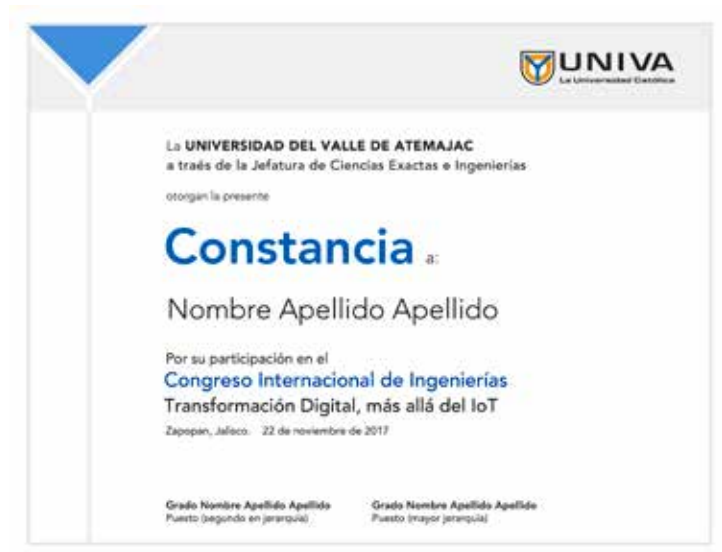 UNIVA
La Universidad Católica
La UNIVERSIDAD DEL VALLE DE ATEMAJAC
a traés de la Jefatura de Ciencias Exactas e Ingenierías
otorgan la presente
Constancia a:
Nombre Apellido Apellido
Por su participación en el
Congreso Internacional de Ingenierías
Transformación Digital, más allá del IoT
Zapopan, Jalisco. 22 de noviembre de 2017
Grado Nombre Apellido Apellido Grado Nombre Apellido Apellido
Puesto (segundo en jerarquía) Puesto (mayor jerarquía)